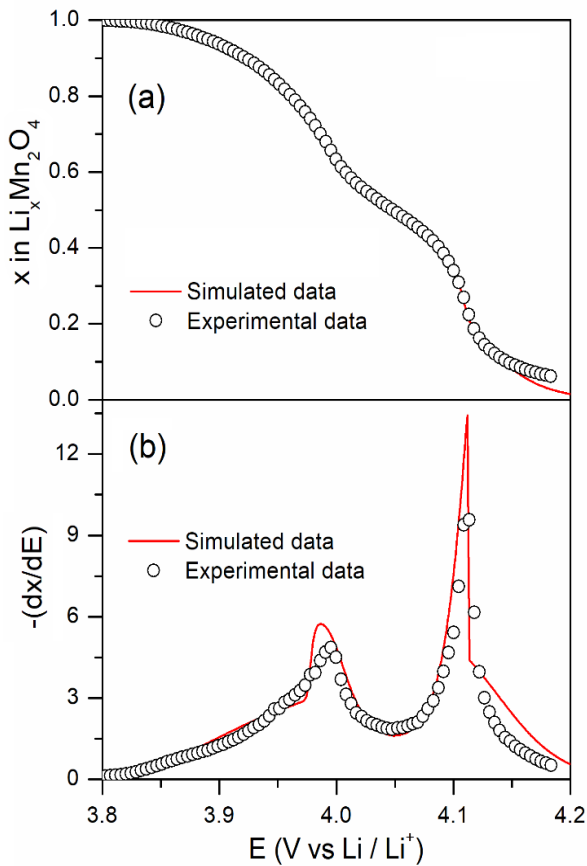 1.0
0.8
0.6
0.4
0.2
0.0
x in LiₓMn₂O₄
(a)
Simulated data
Experimental data
12
9
6
3
0
-(dx/dE)
(b)
Simulated data
Experimental data
3.8 3.9 4.0 4.1 4.2
E (V vs Li / Li⁺)